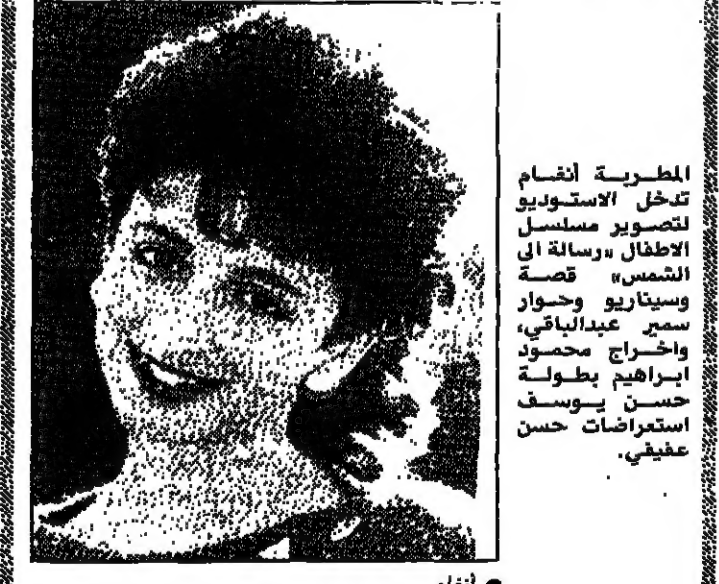 المطربة أنغام
تدخل الاستوديو
لتصوير مسلسل
الاطفال «رسالة الى
الشمس» قصة
وسيناريو وحوار
سمير عبدالباقي،
واخراج محمود
ابراهيم بطولة
حسن يوسف
استعراضات حسن
عفيفي.
● أنغام